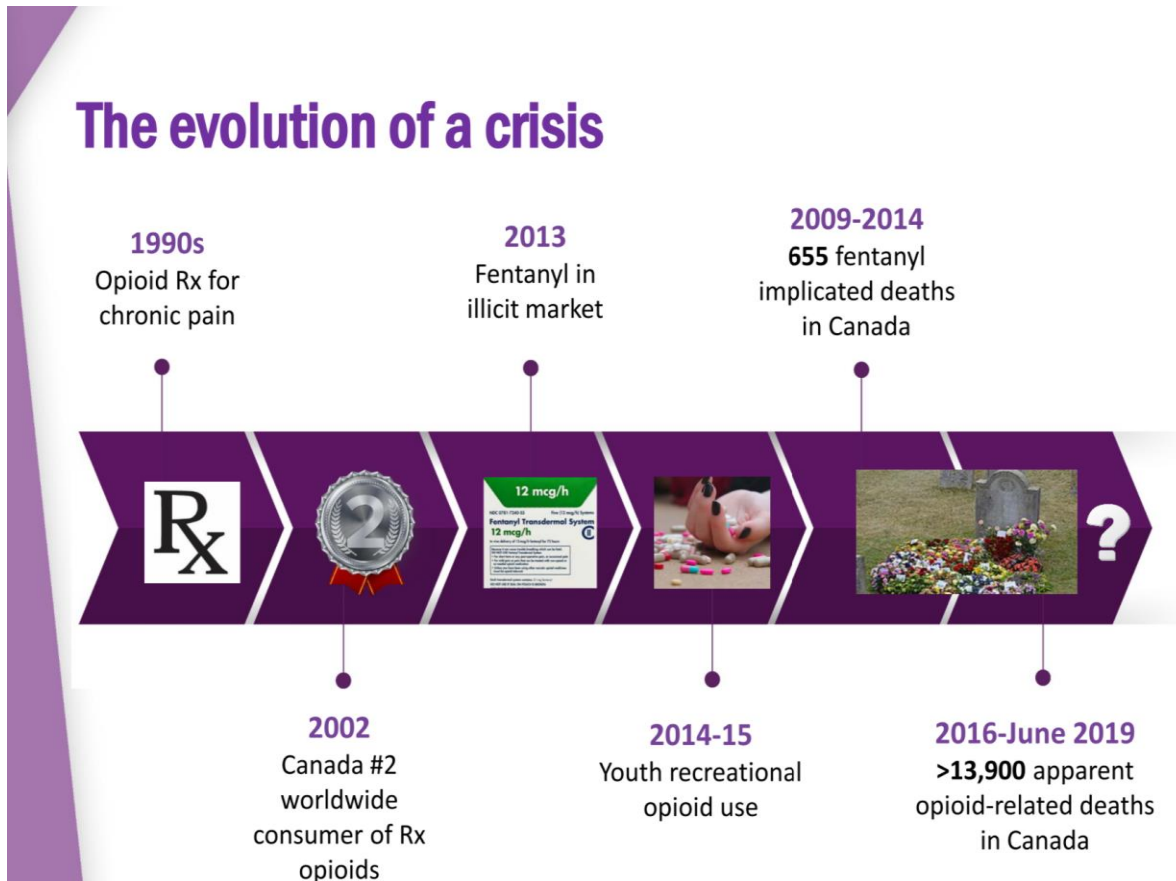 The evolution of a crisis
1990s
Opioid Rx for
chronic pain
2013
Fentanyl in
illicit market
2009-2014
655 fentanyl
implicated deaths
in Canada
Rx
2
12 mcg/h
Fentanyl Transdermal System
12 mcg/h
?
2002
Canada #2
worldwide
consumer of Rx
opioids
2014-15
Youth recreational
opioid use
2016-June 2019
>13,900 apparent
opioid-related deaths
in Canada